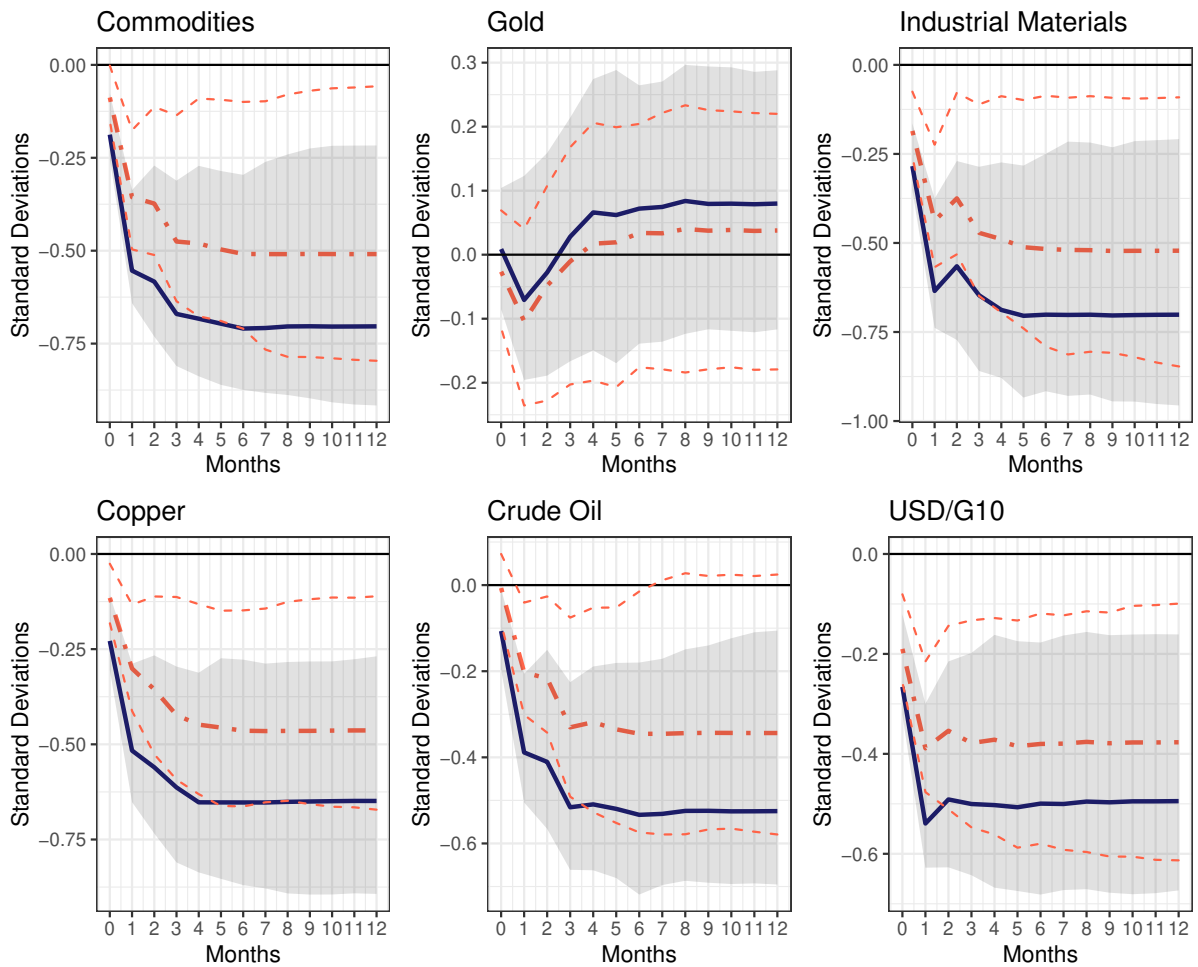 Commodities
Standard Deviations
0.00
−0.25
−0.50
−0.75
0 1 2 3 4 5 6 7 8 9 10 11 12
Months
Gold
Standard Deviations
0.3
0.2
0.1
0.0
−0.1
−0.2
0 1 2 3 4 5 6 7 8 9 10 11 12
Months
Industrial Materials
Standard Deviations
0.00
−0.25
−0.50
−0.75
−1.00
0 1 2 3 4 5 6 7 8 9 10 11 12
Months
Copper
Standard Deviations
0.00
−0.25
−0.50
−0.75
0 1 2 3 4 5 6 7 8 9 10 11 12
Months
Crude Oil
Standard Deviations
0.0
−0.2
−0.4
−0.6
0 1 2 3 4 5 6 7 8 9 10 11 12
Months
USD/G10
Standard Deviations
0.0
−0.2
−0.4
−0.6
0 1 2 3 4 5 6 7 8 9 10 11 12
Months